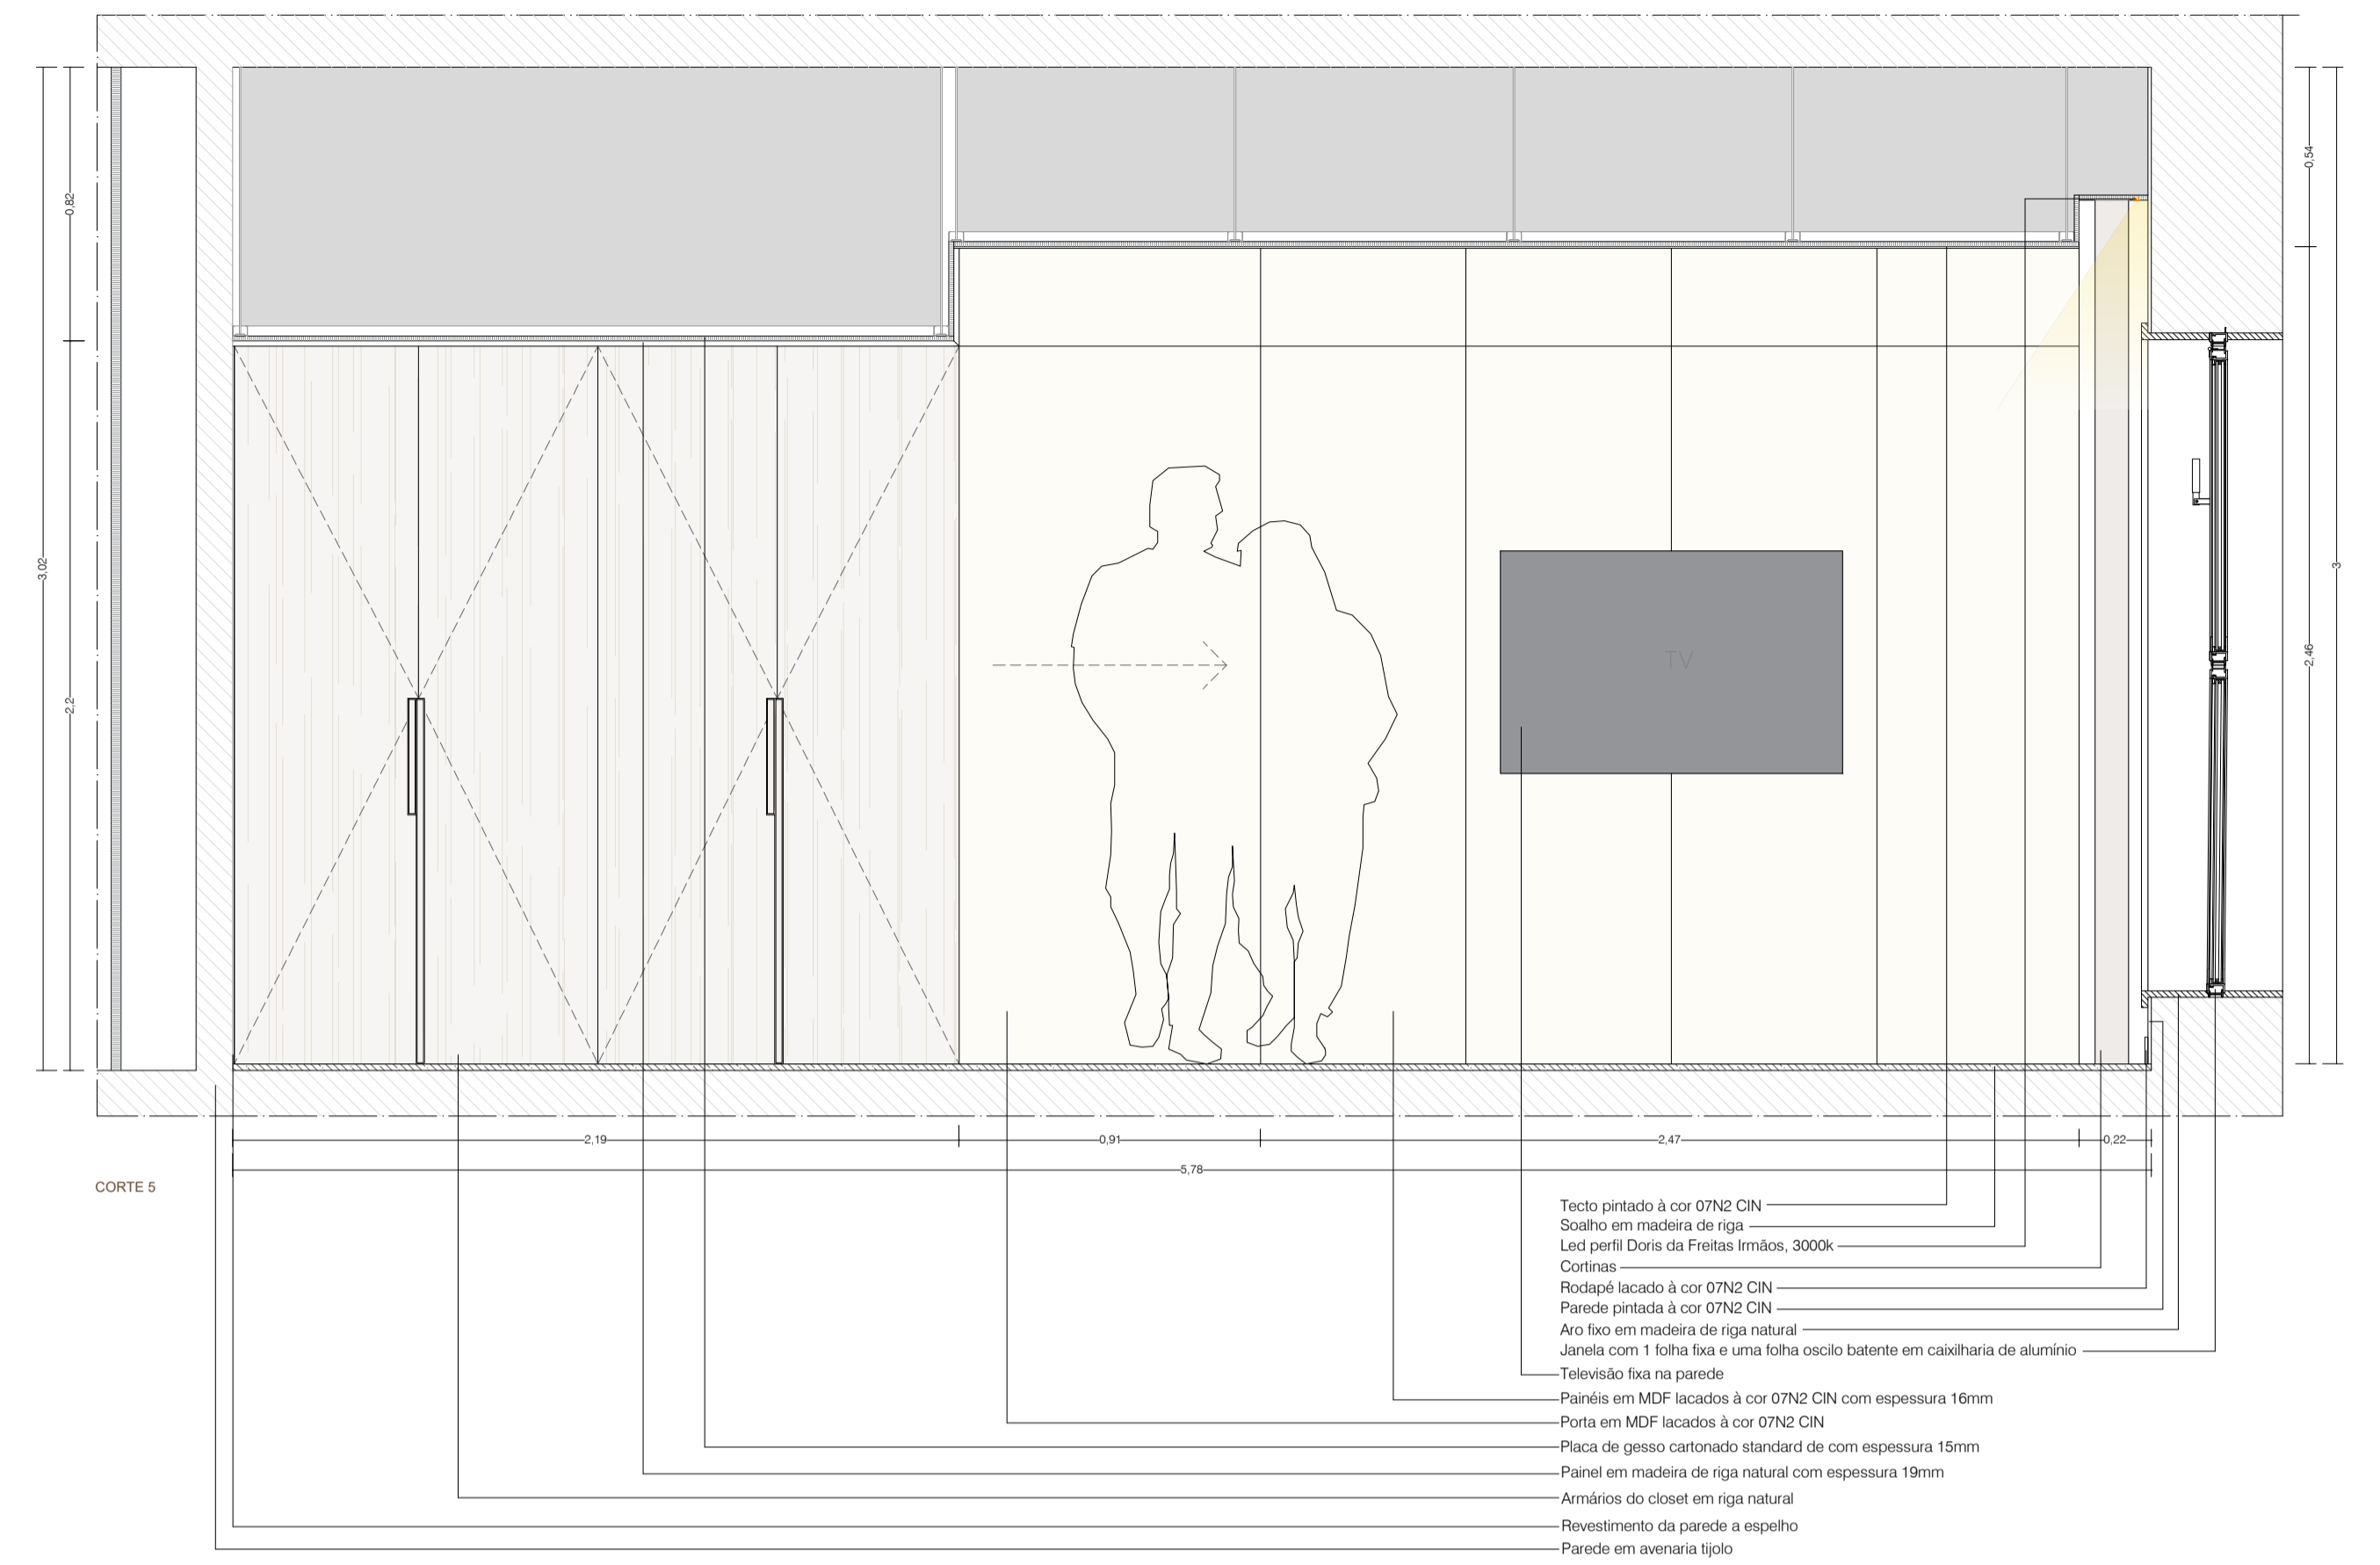 0,82
3,02
2,2
0,54
3
2,46
TV
2,19
0,91
2,47
0,22
5,78
CORTE 5
Tecto pintado à cor 07N2 CIN
Soalho em madeira de riga
Led perfil Doris da Freitas Irmãos, 3000k
Cortinas
Rodapé lacado à cor 07N2 CIN
Parede pintada à cor 07N2 CIN
Aro fixo em madeira de riga natural
Janela com 1 folha fixa e uma folha oscilo batente em caixilharia de alumínio
Televisão fixa na parede
Painéis em MDF lacados à cor 07N2 CIN com espessura 16mm
Porta em MDF lacados à cor 07N2 CIN
Placa de gesso cartonado standard de com espessura 15mm
Painel em madeira de riga natural com espessura 19mm
Armários do closet em riga natural
Revestimento da parede a espelho
Parede em avenaria tijolo